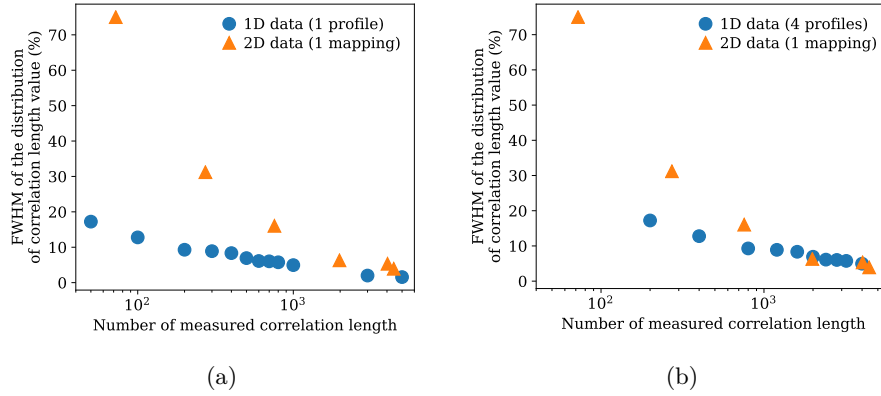 FWHM of the distribution
of correlation length value (%)
70
60
50
40
30
20
10
0
1D data (1 profile)
2D data (1 mapping)
10²
10³
Number of measured correlation length
(a)
FWHM of the distribution
of correlation length value (%)
70
60
50
40
30
20
10
0
1D data (4 profiles)
2D data (1 mapping)
10²
10³
Number of measured correlation length
(b)